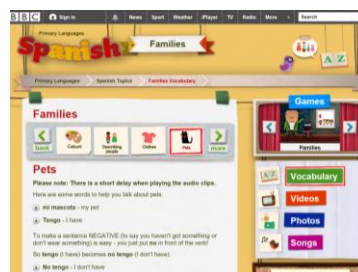 BBC Sign in News Sport Weather iPlayer TV Radio More Search
Primary Languages
Spanish
Families
A Z
Primary Languages Spanish Topics Families Vocabulary
Families
Games
back Colours Describing people Clothes Pets more
Families
Pets
Please note: There is a short delay when playing the audio clips.
Here are some words to help you talk about pets.
mi mascota - my pet
Tengo - I have
To make a sentence NEGATIVE (to say you haven't got something or
don't wear something) is easy - you just put no in front of the verb!
So tengo (I have) becomes no tengo (I don't have).
No tengo - I don't have
A Z Vocabulary
Videos
Photos
Songs